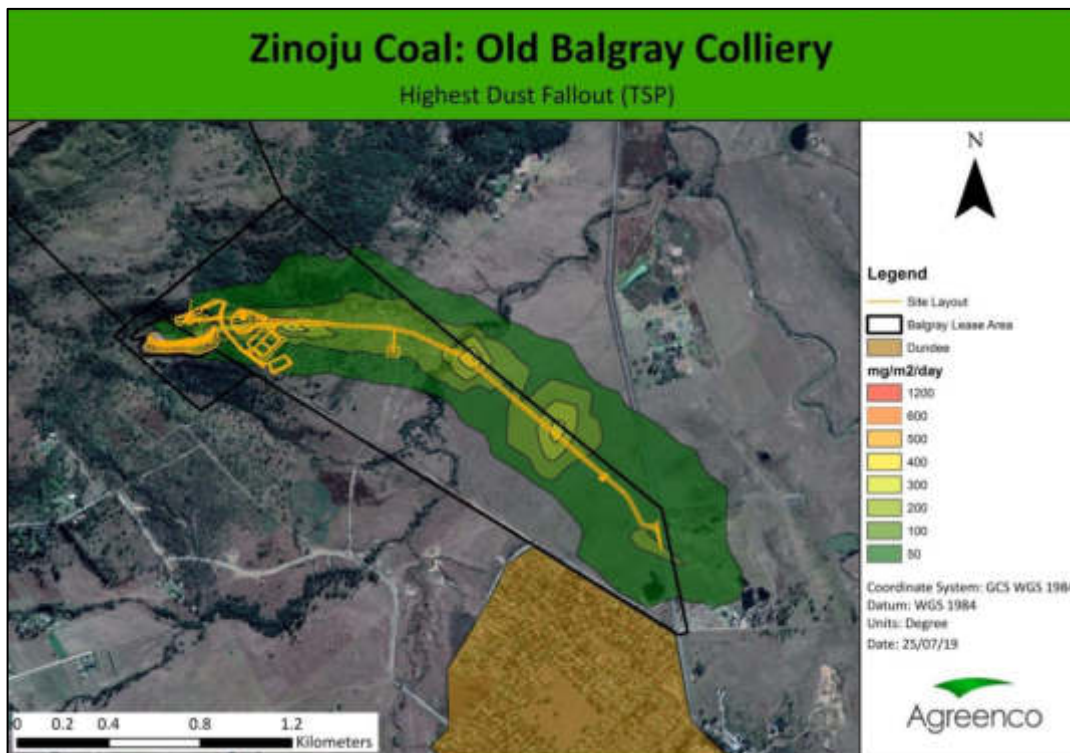 Zinoju Coal: Old Balgray Colliery
Highest Dust Fallout (TSP)
N
Legend
Site Layout
Balgray Lease Area
Dundee
mg/m2/day
1200
600
500
400
300
200
100
50
Coordinate System: GCS WGS 1984
Datum: WGS 1984
Units: Degree
Date: 25/07/19
Agreenco
0 0.2 0.4 0.8 1.2
Kilometers